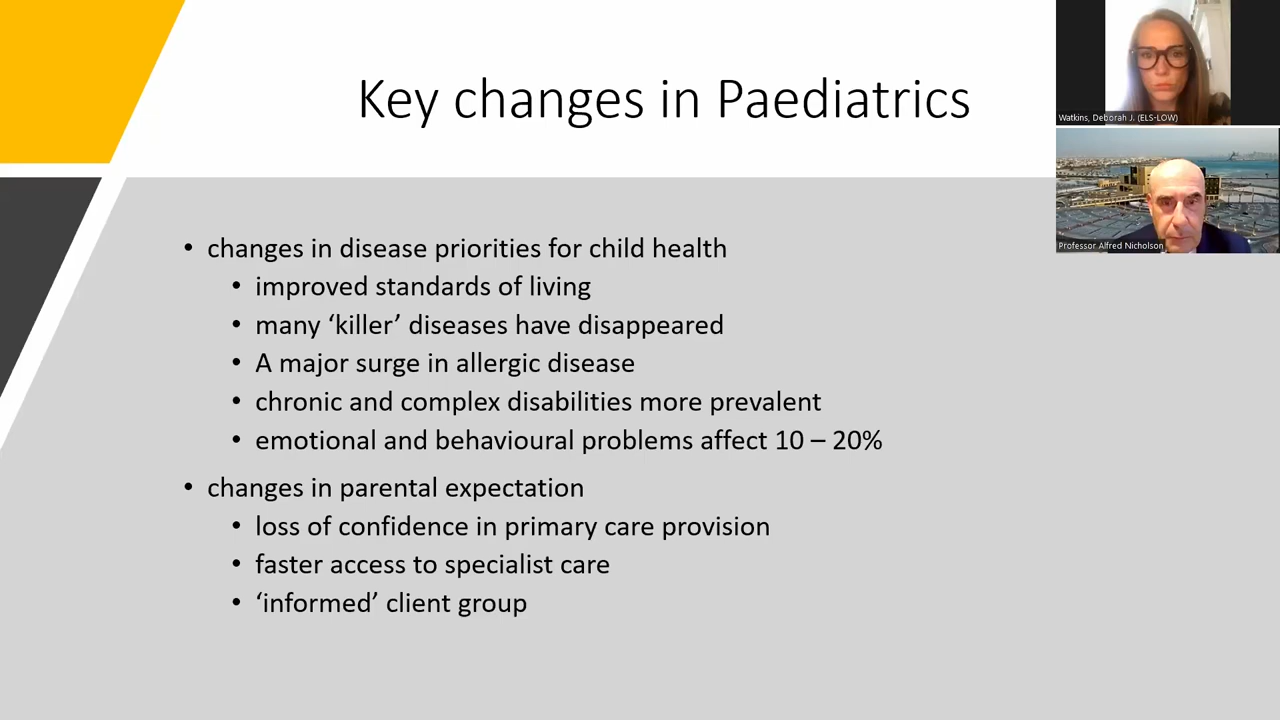 Key changes in Paediatrics
• changes in disease priorities for child health
• improved standards of living
• many ‘killer’ diseases have disappeared
• A major surge in allergic disease
• chronic and complex disabilities more prevalent
• emotional and behavioural problems affect 10 – 20%
• changes in parental expectation
• loss of confidence in primary care provision
• faster access to specialist care
• ‘informed’ client group
Watkins, Deborah J. (ELS-LOW)
Professor Alfred Nicholson